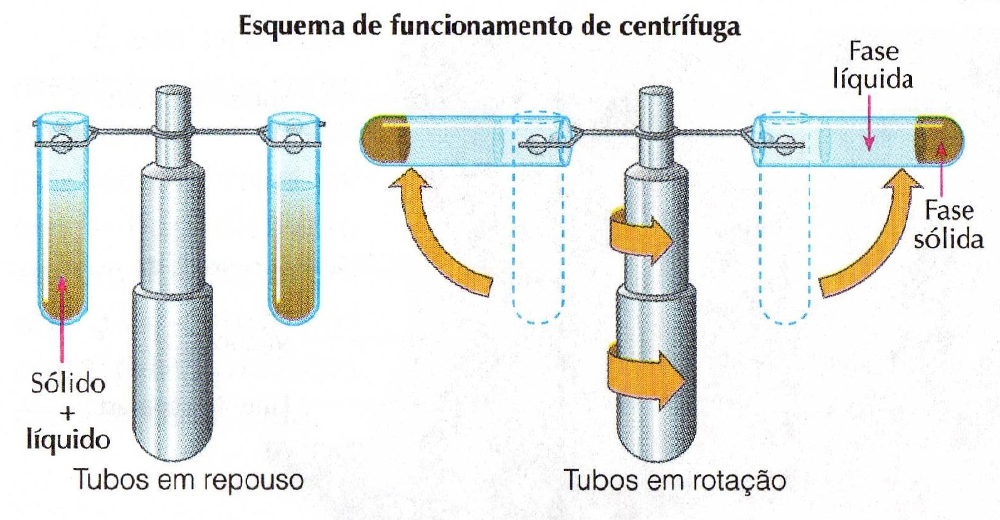 Esquema de funcionamento de centrífuga
Fase
líquida
Fase
sólida
Sólido
+
líquido
Tubos em repouso
Tubos em rotação